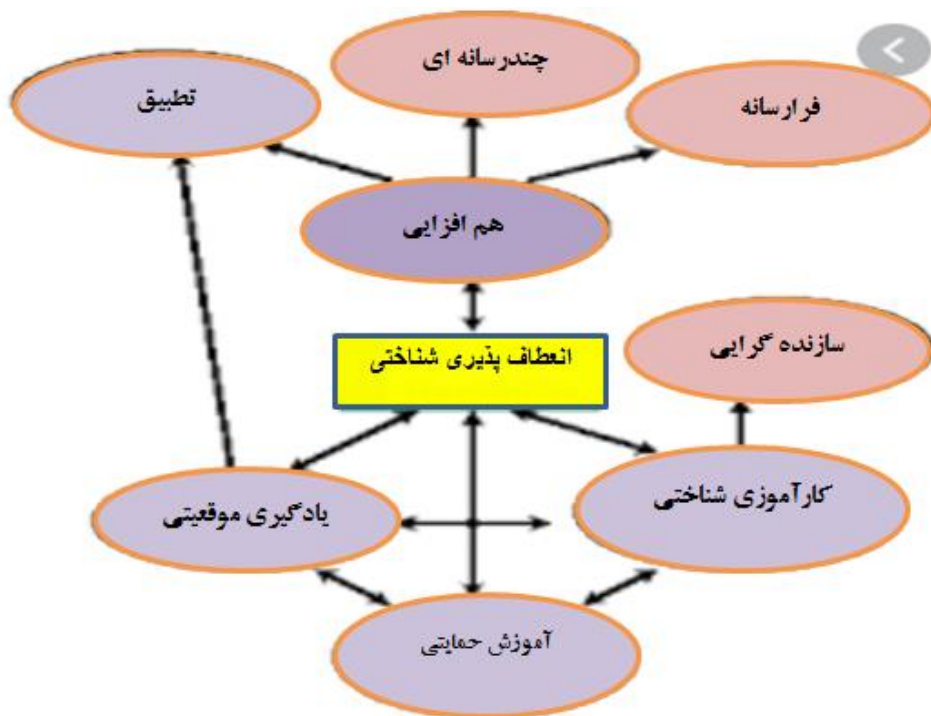 چندرسانه ای
تطبیق
فرارسانه
هم افزایی
انعطاف پذیری شناختی
سازنده گرایی
کارآموزی شناختی
یادگیری موقعیتی
آموزش حمایتی